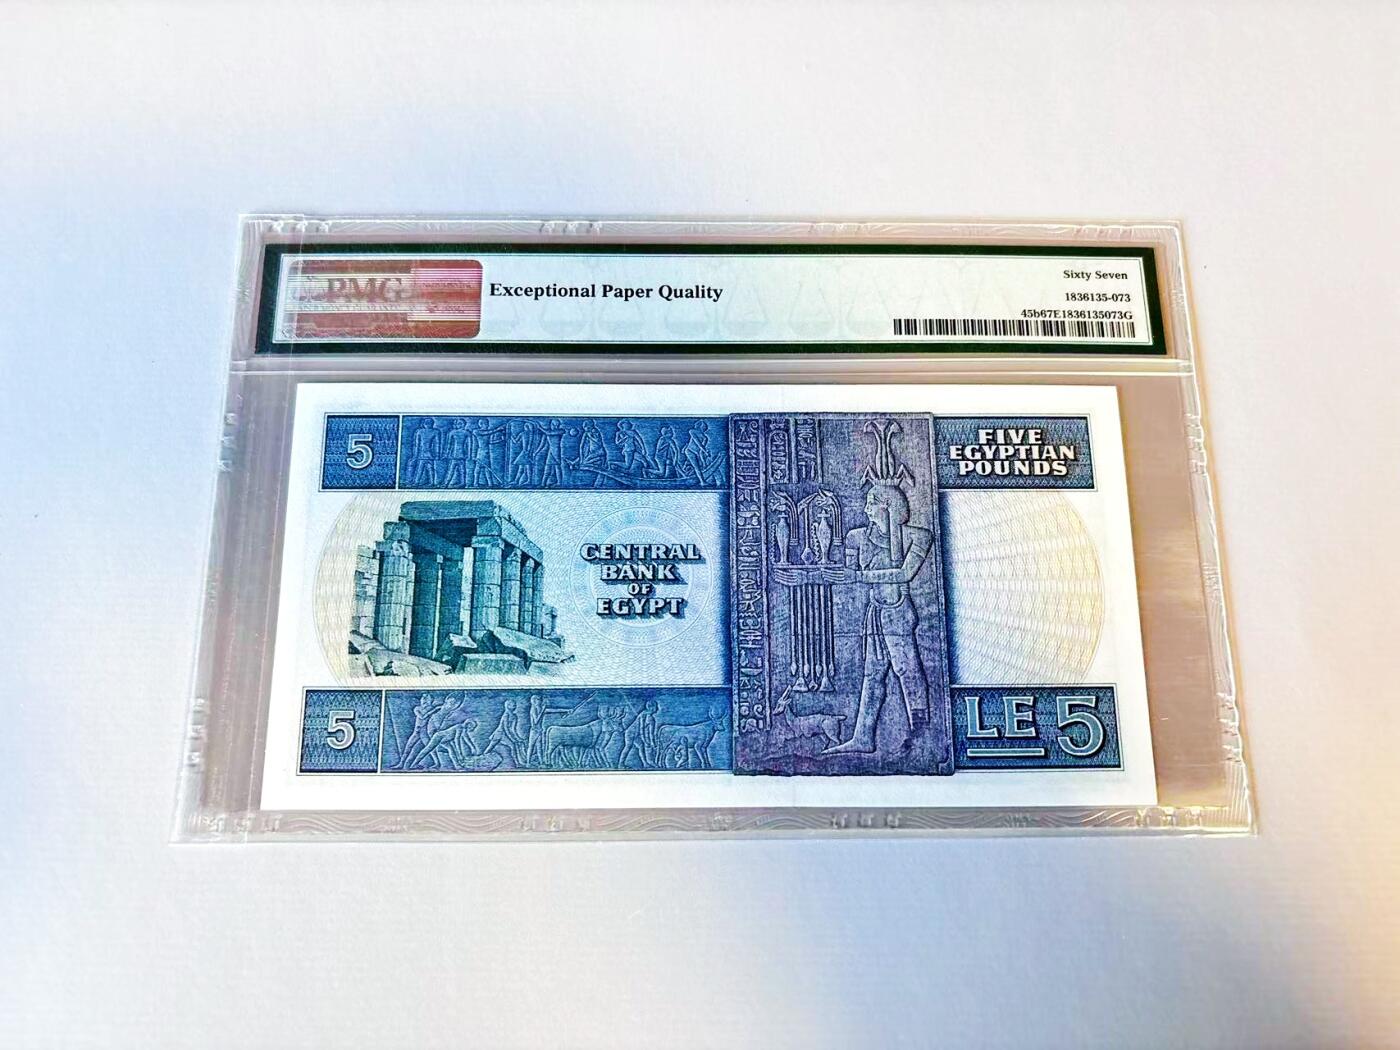 PMG
Exceptional Paper Quality
Sixty Seven
1836135-073
45b67E1836135073G
5
FIVE
EGYPTIAN
POUNDS
CENTRAL
BANK
OF
EGYPT
5
LE 5